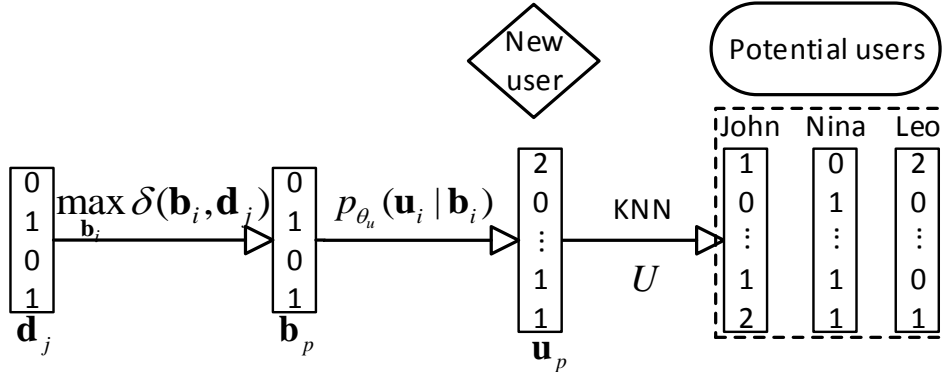 New
user
Potential users
John Nina Leo
0
1
0
1
d_j
max δ(b_i, d_j)
b_i
0
1
0
1
b_p
p_{θ_u}(u_i | b_i)
2
0
⋮
1
1
u_p
KNN
U
1
0
⋮
1
2
0
1
⋮
1
1
2
0
⋮
0
1